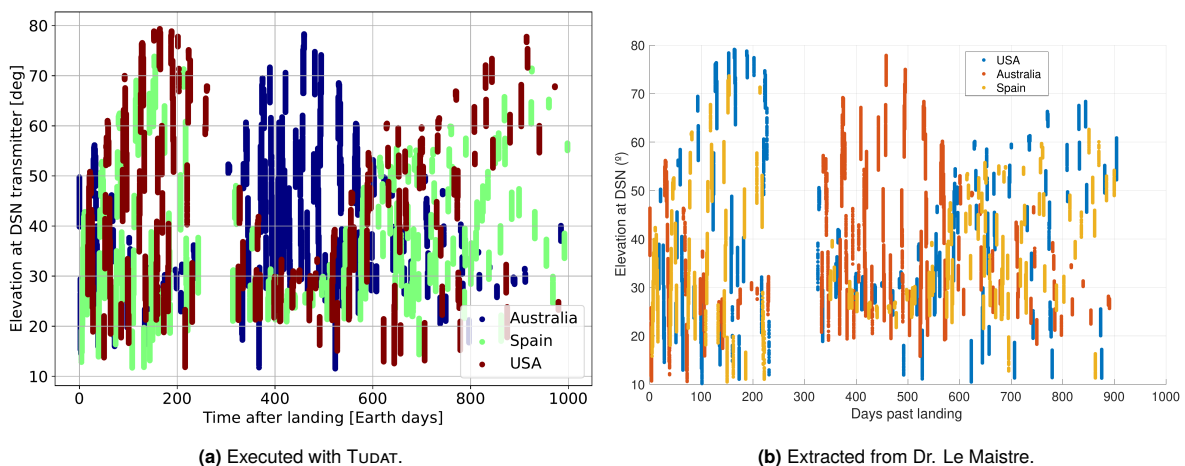 80
70
60
50
40
30
20
10
0
200
400
600
800
1000
Elevation at DSN transmitter [deg]
Time after landing [Earth days]
Australia
Spain
USA
(a) Executed with TUDAT.
80
70
60
50
40
30
20
10
0
100
200
300
400
500
600
700
800
900
1000
Elevation at DSN (º)
Days past landing
USA
Australia
Spain
(b) Extracted from Dr. Le Maistre.